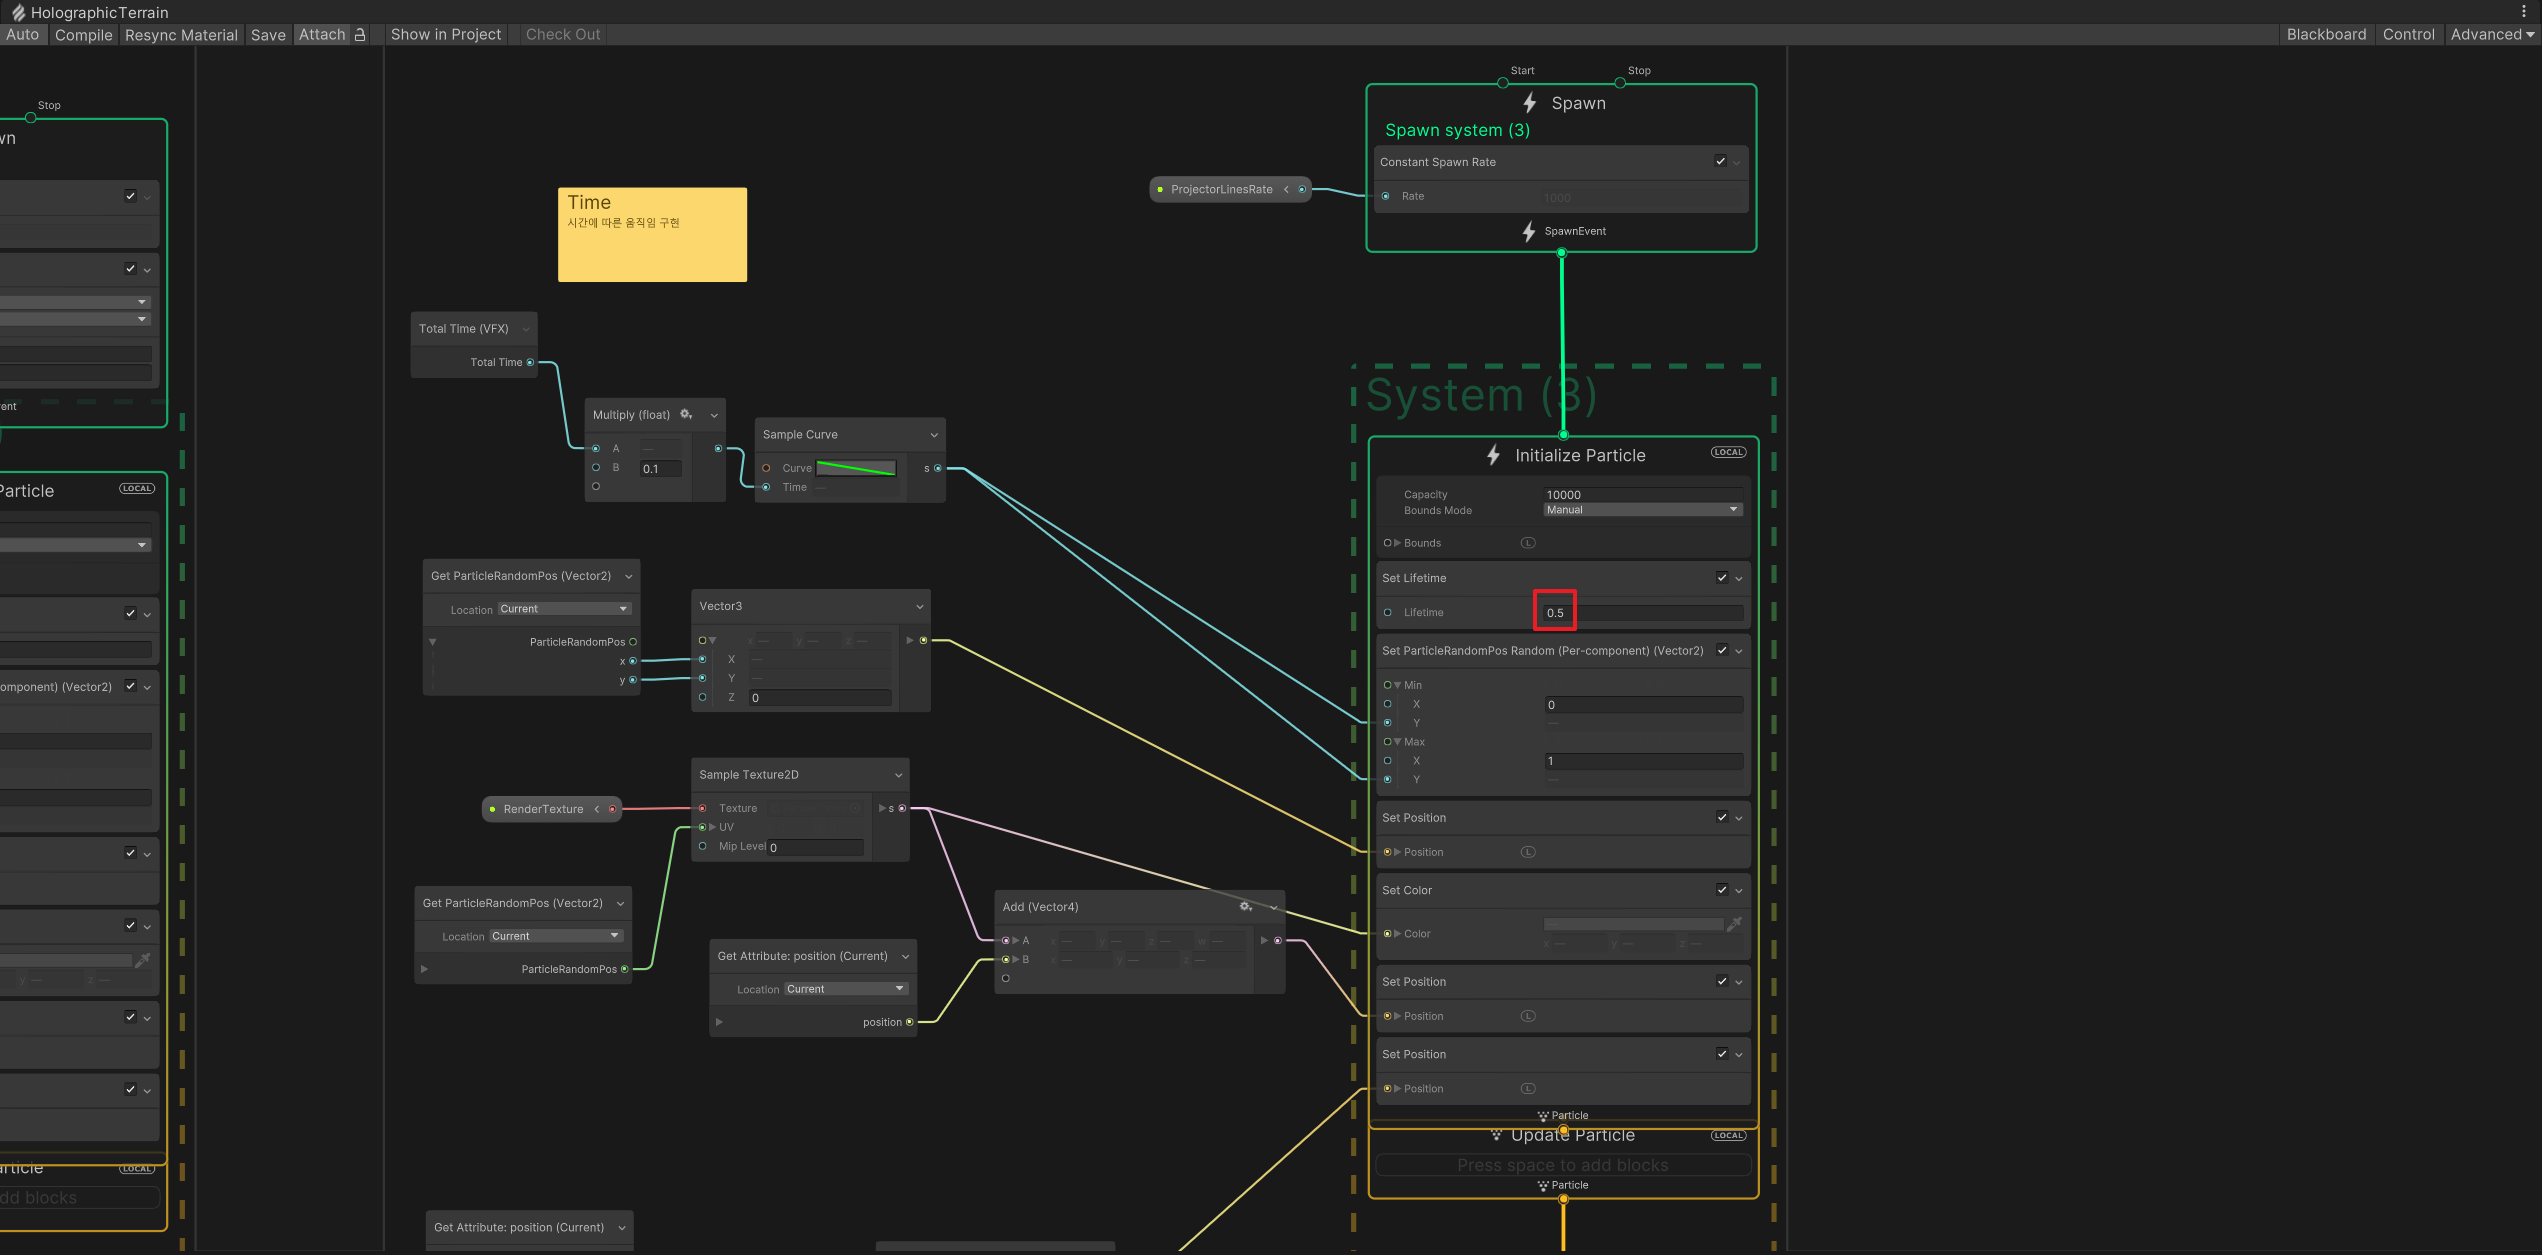 HolographicTerrain
Auto Compile Resync Material Save Attach Show in Project Check Out Blackboard Control Advanced
Stop
wn
ent
Particle LOCAL
omponent) (Vector2)
y — z —
article LOCAL
dd blocks
Time
시간에 따른 움직임 구현
Total Time (VFX)
Total Time
Multiply (float)
A —
B 0.1
Sample Curve
Curve s
Time —
Get ParticleRandomPos (Vector2)
Location Current
ParticleRandomPos
x
y
Vector3
x — y — z —
X —
Y —
Z 0
Sample Texture2D
Texture s
UV
Mip Level 0
RenderTexture <
Get ParticleRandomPos (Vector2)
Location Current
ParticleRandomPos
Get Attribute: position (Current)
Location Current
position
Add (Vector4)
A x — y — z — w —
B x — y — z —
Get Attribute: position (Current)
ProjectorLinesRate <
Start Stop
Spawn
Spawn system (3)
Constant Spawn Rate
Rate 1000
SpawnEvent
System (3)
Initialize Particle LOCAL
Capacity 10000
Bounds Mode Manual
Bounds L
Set Lifetime
Lifetime 0.5
Set ParticleRandomPos Random (Per-component) (Vector2)
Min
X 0
Y —
Max
X 1
Y —
Set Position
Position L
Set Color
Color
x — y — z —
Set Position
Position L
Set Position
Position L
Particle
Update Particle LOCAL
Press space to add blocks
Particle